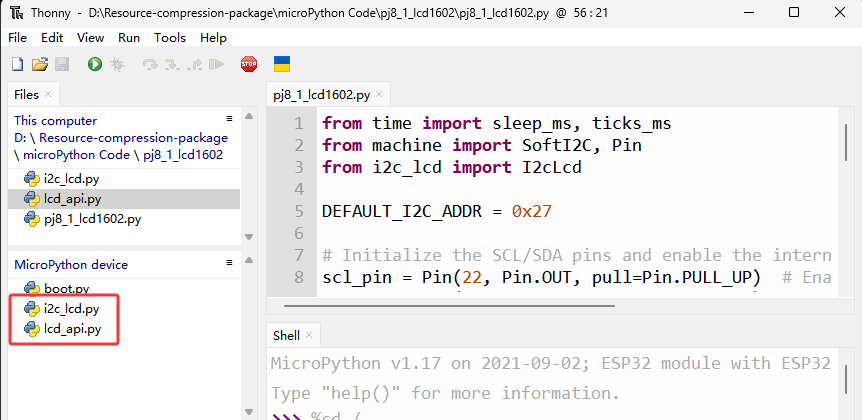 Thonny - D:\Resource-compression-package\microPython Code\pj8_1_lcd1602\pj8_1_lcd1602.py @ 56 : 21
File Edit View Run Tools Help
STOP
Files ×
This computer ≡
D: \ Resource-compression-package
\ microPython Code \ pj8_1_lcd1602
i2c_lcd.py
lcd_api.py
pj8_1_lcd1602.py
MicroPython device ≡
boot.py
i2c_lcd.py
lcd_api.py
pj8_1_lcd1602.py ×
1 from time import sleep_ms, ticks_ms
2 from machine import SoftI2C, Pin
3 from i2c_lcd import I2cLcd
4
5 DEFAULT_I2C_ADDR = 0x27
6
7 # Initialize the SCL/SDA pins and enable the intern
8 scl_pin = Pin(22, Pin.OUT, pull=Pin.PULL_UP) # Ena
Shell ×
MicroPython v1.17 on 2021-09-02; ESP32 module with ESP32
Type "help()" for more information.
>>> %cd /